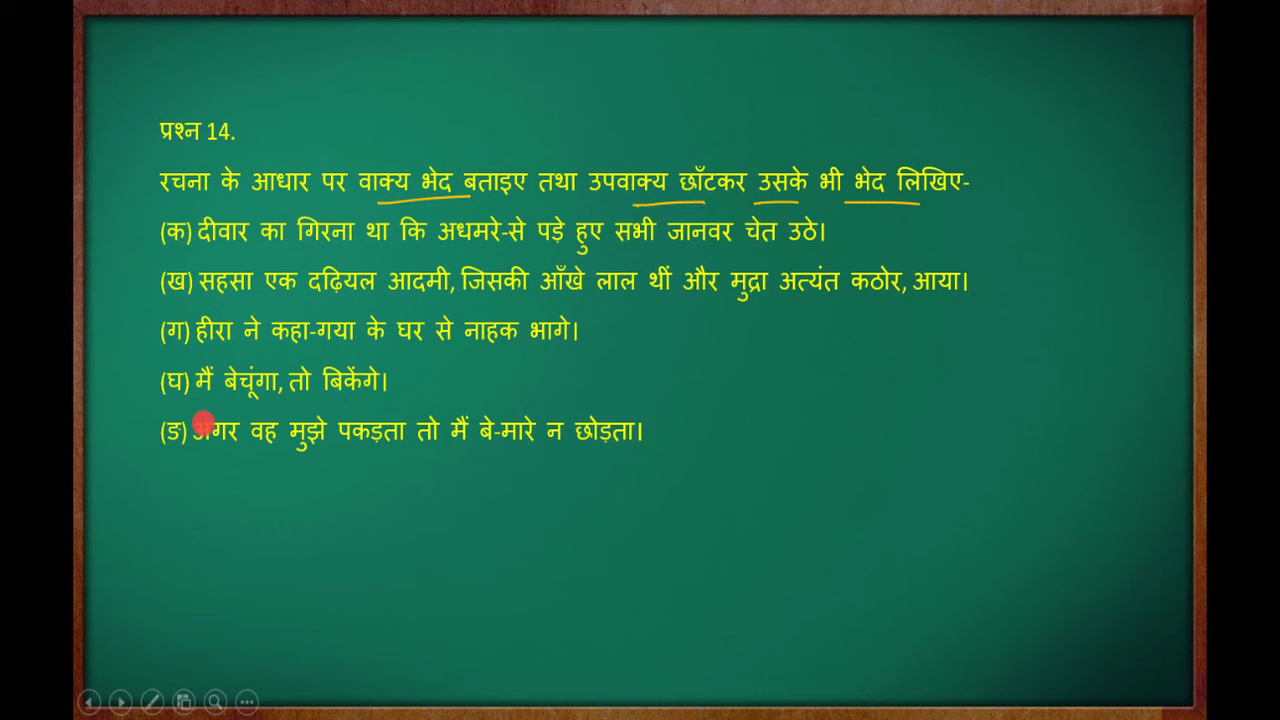 प्रश्न 14.
रचना के आधार पर वाक्य भेद बताइए तथा उपवाक्य छाँटकर उसके भी भेद लिखिए-
(क) दीवार का गिरना था कि अधमरे-से पड़े हुए सभी जानवर चेत उठे।
(ख) सहसा एक दढ़ियल आदमी, जिसकी आँखे लाल थीं और मुद्रा अत्यंत कठोर, आया।
(ग) हीरा ने कहा-गया के घर से नाहक भागे।
(घ) मैं बेचूंगा, तो बिकेंगे।
(ङ) अगर वह मुझे पकड़ता तो मैं बे-मारे न छोड़ता।